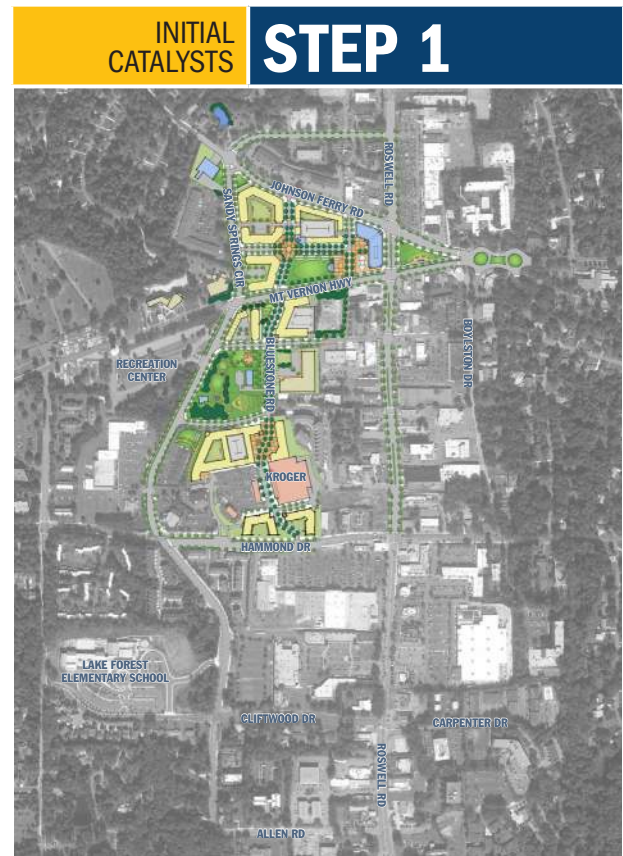 INITIAL
CATALYSTS
STEP 1
ROSWELL RD
JOHNSON FERRY RD
SANDY SPRINGS CIR
MT VERNON HWY
BOYLSTON DR
BLUESTONE RD
RECREATION
CENTER
KROGER
HAMMOND DR
LAKE FOREST
ELEMENTARY SCHOOL
CLIFTWOOD DR
CARPENTER DR
ROSWELL RD
ALLEN RD